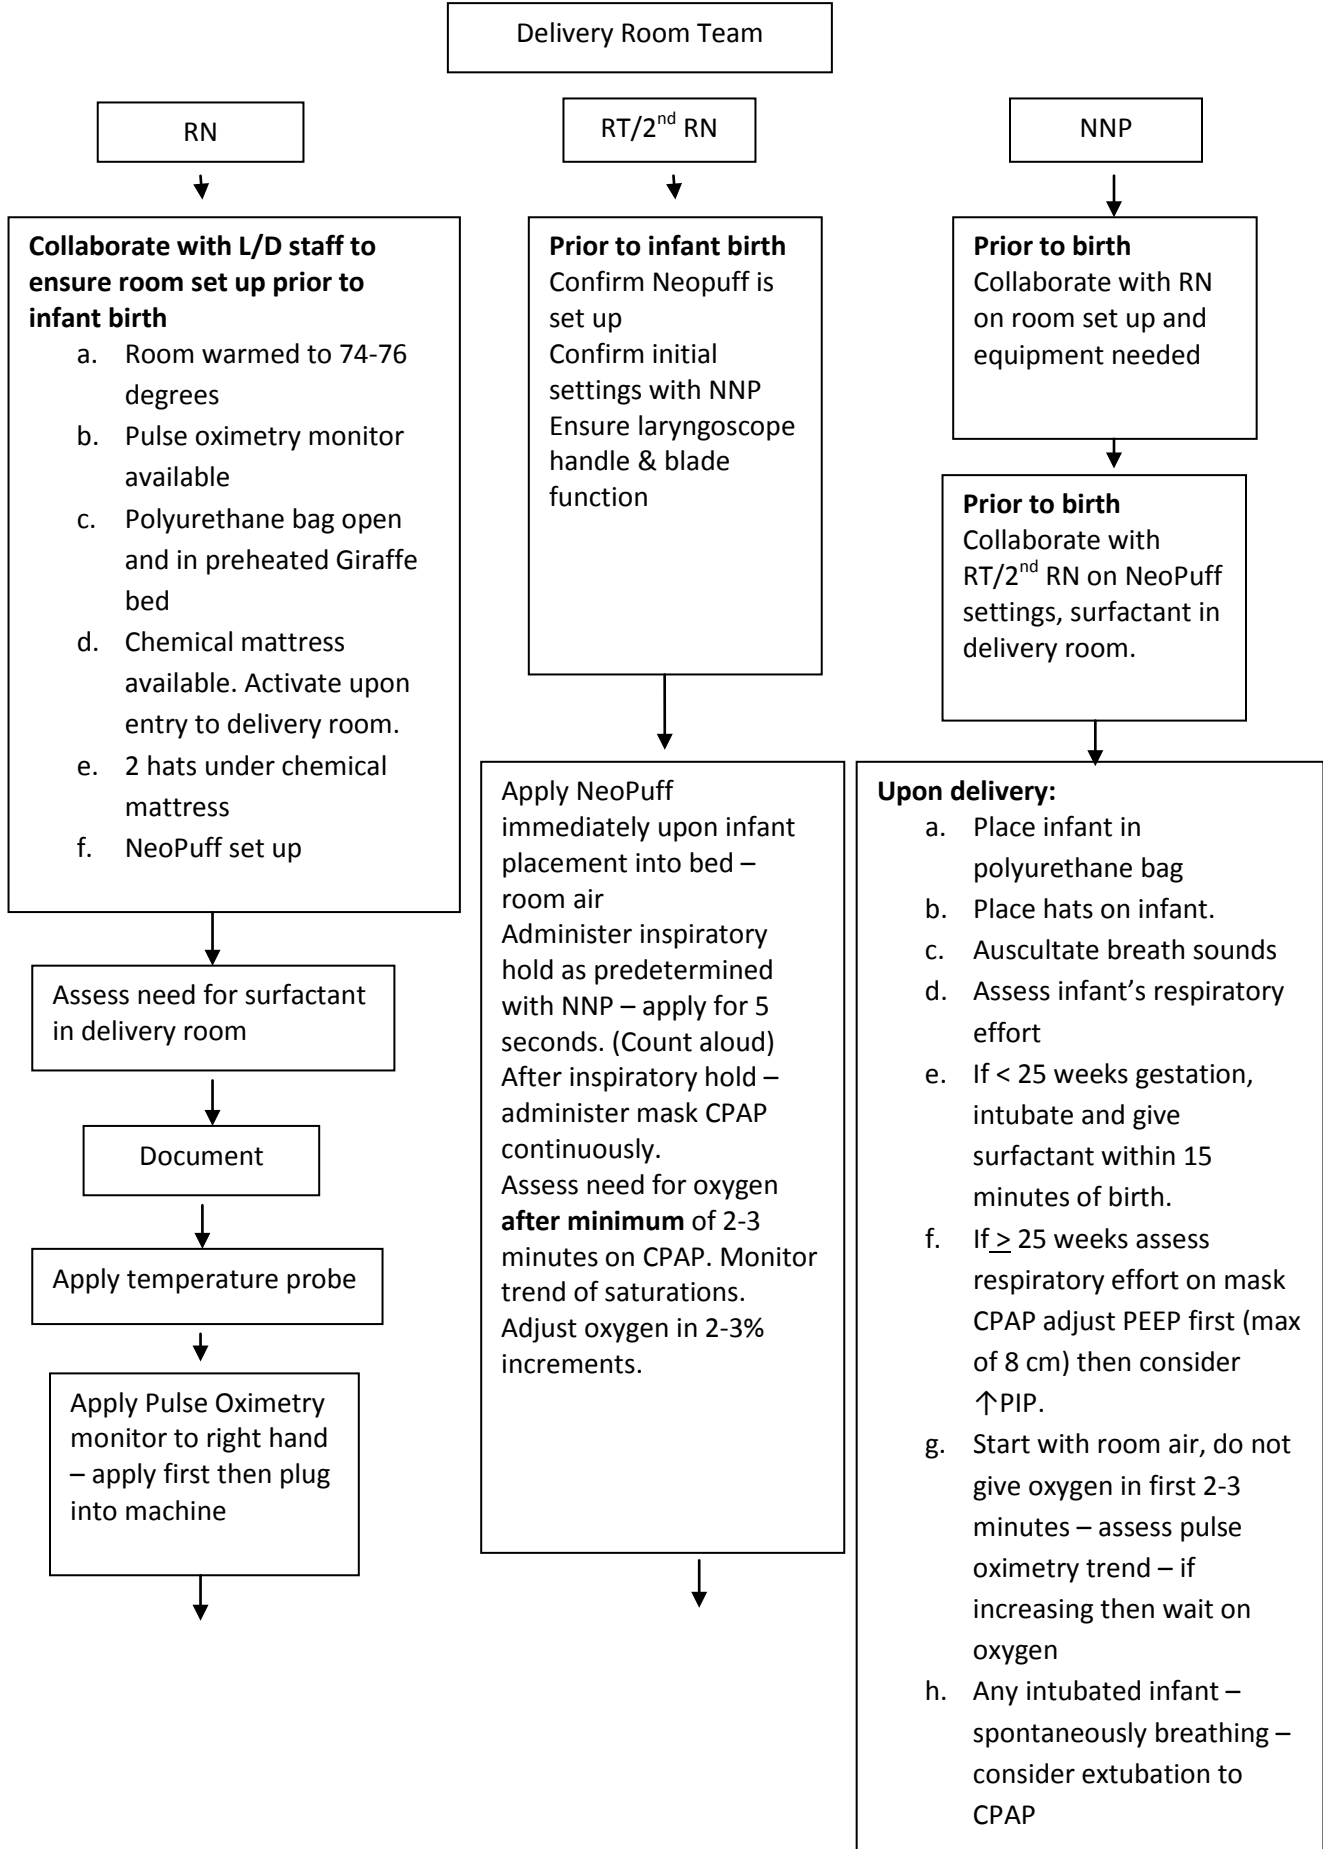 Delivery Room Team
RN
Collaborate with L/D staff to
ensure room set up prior to
infant birth
a. Room warmed to 74-76
degrees
b. Pulse oximetry monitor
available
c. Polyurethane bag open
and in preheated Giraffe
bed
d. Chemical mattress
available. Activate upon
entry to delivery room.
e. 2 hats under chemical
mattress
f. NeoPuff set up
Assess need for surfactant
in delivery room
Document
Apply temperature probe
Apply Pulse Oximetry
monitor to right hand
– apply first then plug
into machine
RT/2nd RN
Prior to infant birth
Confirm Neopuff is
set up
Confirm initial
settings with NNP
Ensure laryngoscope
handle & blade
function
Apply NeoPuff
immediately upon infant
placement into bed –
room air
Administer inspiratory
hold as predetermined
with NNP – apply for 5
seconds. (Count aloud)
After inspiratory hold –
administer mask CPAP
continuously.
Assess need for oxygen
after minimum of 2-3
minutes on CPAP. Monitor
trend of saturations.
Adjust oxygen in 2-3%
increments.
NNP
Prior to birth
Collaborate with RN
on room set up and
equipment needed
Prior to birth
Collaborate with
RT/2nd RN on NeoPuff
settings, surfactant in
delivery room.
Upon delivery:
a. Place infant in
polyurethane bag
b. Place hats on infant.
c. Auscultate breath sounds
d. Assess infant’s respiratory
effort
e. If < 25 weeks gestation,
intubate and give
surfactant within 15
minutes of birth.
f. If > 25 weeks assess
respiratory effort on mask
CPAP adjust PEEP first (max
of 8 cm) then consider
↑PIP.
g. Start with room air, do not
give oxygen in first 2-3
minutes – assess pulse
oximetry trend – if
increasing then wait on
oxygen
h. Any intubated infant –
spontaneously breathing –
consider extubation to
CPAP